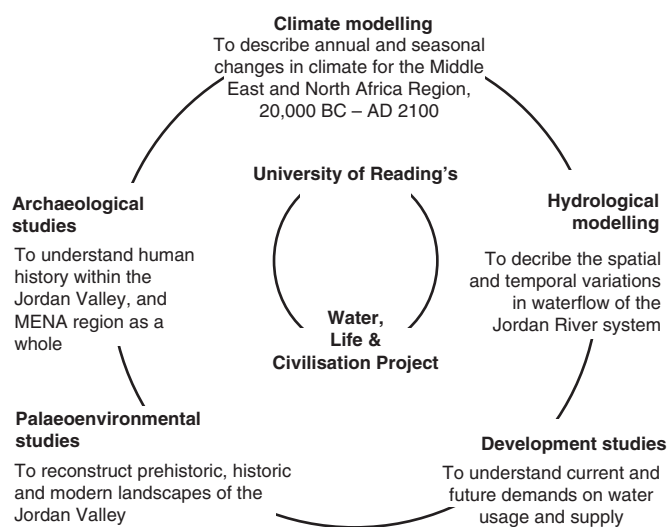 Climate modelling
To describe annual and seasonal
changes in climate for the Middle
East and North Africa Region,
20,000 BC – AD 2100
University of Reading's
Water,
Life &
Civilisation Project
Hydrological
modelling
To decribe the spatial
and temporal variations
in waterflow of the
Jordan River system
Development studies
To understand current and
future demands on water
usage and supply
Palaeoenvironmental
studies
To reconstruct prehistoric, historic
and modern landscapes of the
Jordan Valley
Archaeological
studies
To understand human
history within the
Jordan Valley, and
MENA region as a
whole